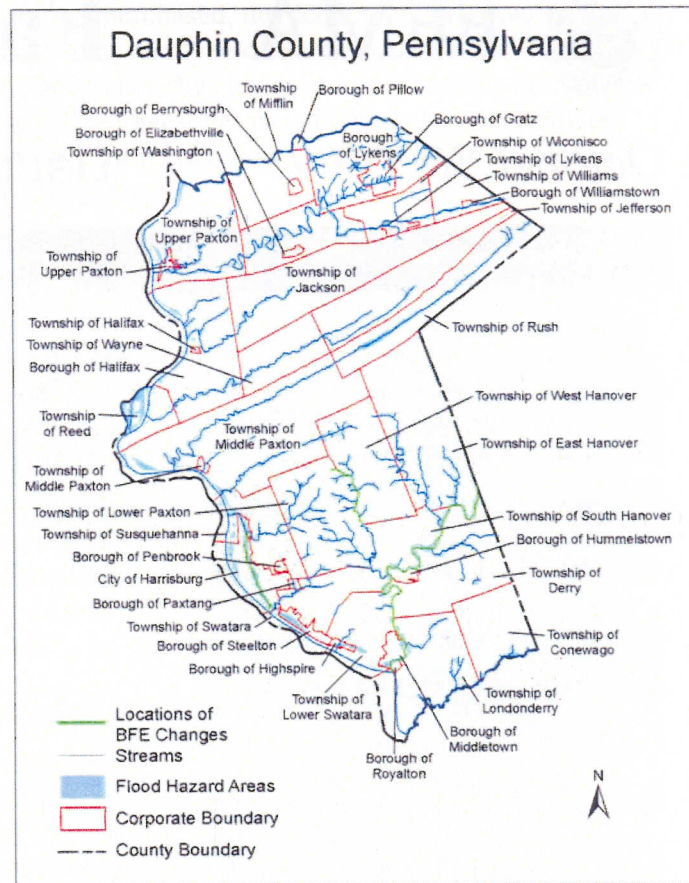 Dauphin County, Pennsylvania
Township
of Mifflin
Borough of Pillow
Borough of Berrysburgh
Borough of Gratz
Borough of Elizabethville
Borough
of Lykens
Township of Wiconisco
Township of Washington
Township of Lykens
Township of Williams
Borough of Williamstown
Township of Jefferson
Township of
Upper Paxton
Township of
Upper Paxton
Township of
Jackson
Township of Halifax
Township of Rush
Township of Wayne
Borough of Halifax
Township of West Hanover
Township
of Reed
Township of
Middle Paxton
Township of East Hanover
Township of
Middle Paxton
Township of Lower Paxton
Township of South Hanover
Township of Susquehanna
Borough of Hummelstown
Borough of Penbrook
City of Harrisburg
Township of
Derry
Borough of Paxtang
Township of Swatara
Township of
Conewago
Borough of Steelton
Borough of Highspire
Township of
Lower Swatara
Township of
Londonderry
Borough of
Middletown
Borough of
Royalton
Locations of
BFE Changes
Streams
Flood Hazard Areas
Corporate Boundary
County Boundary
N